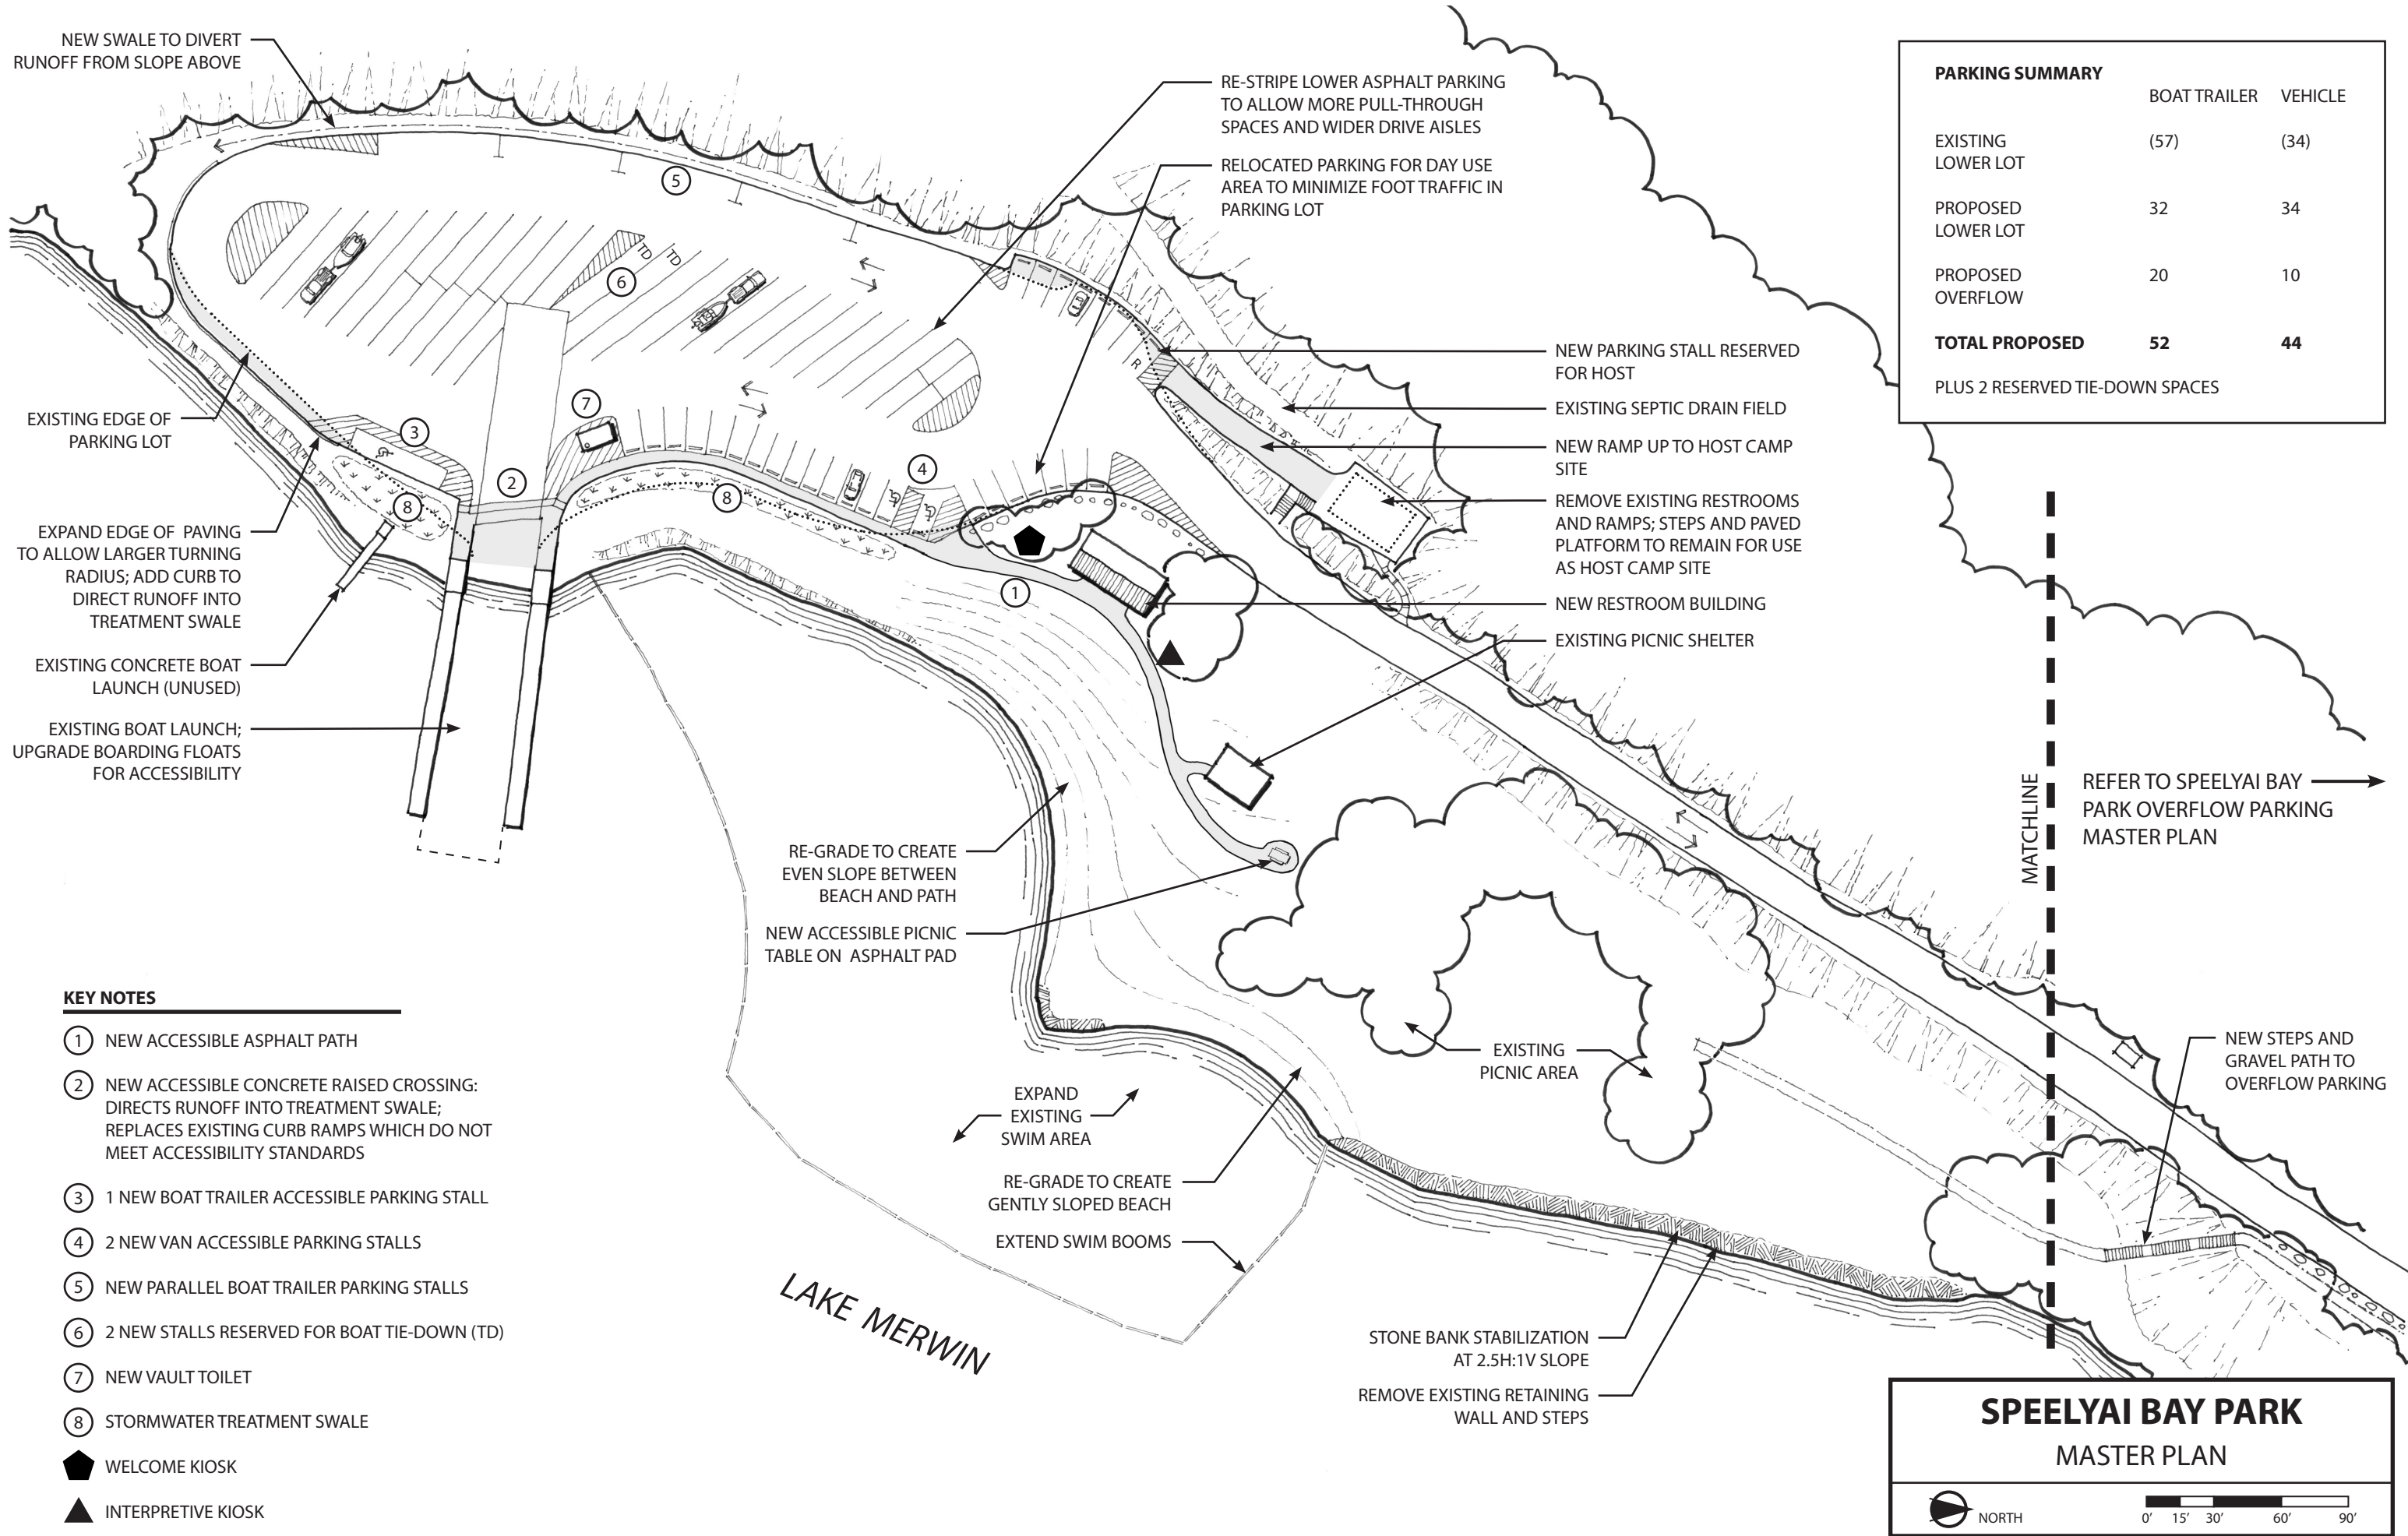 NEW SWALE TO DIVERT
RUNOFF FROM SLOPE ABOVE
RE-STRIPE LOWER ASPHALT PARKING
TO ALLOW MORE PULL-THROUGH
SPACES AND WIDER DRIVE AISLES
RELOCATED PARKING FOR DAY USE
AREA TO MINIMIZE FOOT TRAFFIC IN
PARKING LOT
PARKING SUMMARY
BOAT TRAILER VEHICLE
EXISTING
LOWER LOT
(57) (34)
PROPOSED
LOWER LOT
32 34
PROPOSED
OVERFLOW
20 10
TOTAL PROPOSED 52 44
PLUS 2 RESERVED TIE-DOWN SPACES
5
TD
TD
6
R
7
3
2
4
8
8
1
NEW PARKING STALL RESERVED
FOR HOST
EXISTING SEPTIC DRAIN FIELD
NEW RAMP UP TO HOST CAMP
SITE
REMOVE EXISTING RESTROOMS
AND RAMPS; STEPS AND PAVED
PLATFORM TO REMAIN FOR USE
AS HOST CAMP SITE
NEW RESTROOM BUILDING
EXISTING PICNIC SHELTER
EXISTING EDGE OF
PARKING LOT
EXPAND EDGE OF PAVING
TO ALLOW LARGER TURNING
RADIUS; ADD CURB TO
DIRECT RUNOFF INTO
TREATMENT SWALE
EXISTING CONCRETE BOAT
LAUNCH (UNUSED)
EXISTING BOAT LAUNCH;
UPGRADE BOARDING FLOATS
FOR ACCESSIBILITY
MATCHLINE
REFER TO SPEELYAI BAY
PARK OVERFLOW PARKING
MASTER PLAN
RE-GRADE TO CREATE
EVEN SLOPE BETWEEN
BEACH AND PATH
NEW ACCESSIBLE PICNIC
TABLE ON ASPHALT PAD
EXISTING
PICNIC AREA
NEW STEPS AND
GRAVEL PATH TO
OVERFLOW PARKING
EXPAND
EXISTING
SWIM AREA
RE-GRADE TO CREATE
GENTLY SLOPED BEACH
EXTEND SWIM BOOMS
LAKE MERWIN
STONE BANK STABILIZATION
AT 2.5H:1V SLOPE
REMOVE EXISTING RETAINING
WALL AND STEPS
KEY NOTES
1 NEW ACCESSIBLE ASPHALT PATH
2 NEW ACCESSIBLE CONCRETE RAISED CROSSING:
DIRECTS RUNOFF INTO TREATMENT SWALE;
REPLACES EXISTING CURB RAMPS WHICH DO NOT
MEET ACCESSIBILITY STANDARDS
3 1 NEW BOAT TRAILER ACCESSIBLE PARKING STALL
4 2 NEW VAN ACCESSIBLE PARKING STALLS
5 NEW PARALLEL BOAT TRAILER PARKING STALLS
6 2 NEW STALLS RESERVED FOR BOAT TIE-DOWN (TD)
7 NEW VAULT TOILET
8 STORMWATER TREATMENT SWALE
WELCOME KIOSK
INTERPRETIVE KIOSK
SPEELYAI BAY PARK
MASTER PLAN
NORTH
0' 15' 30' 60' 90'